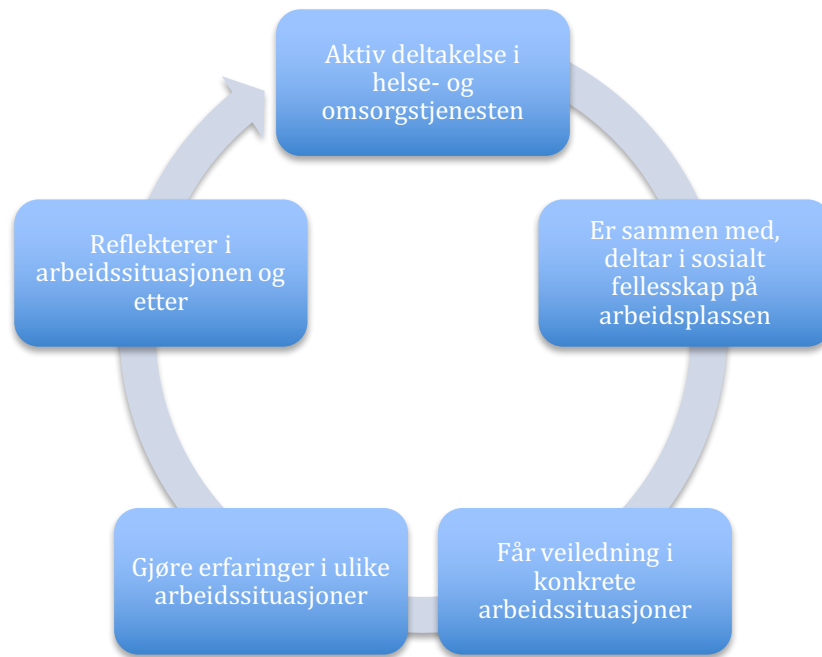 Aktiv deltakelse i
helse- og
omsorgstjenesten
Er sammen med,
deltar i sosialt
fellesskap på
arbeidsplassen
Får veiledning i
konkrete
arbeidssituasjoner
Gjøre erfaringer i ulike
arbeidssituasjoner
Reflekterer i
arbeidssituasjonen og
etter